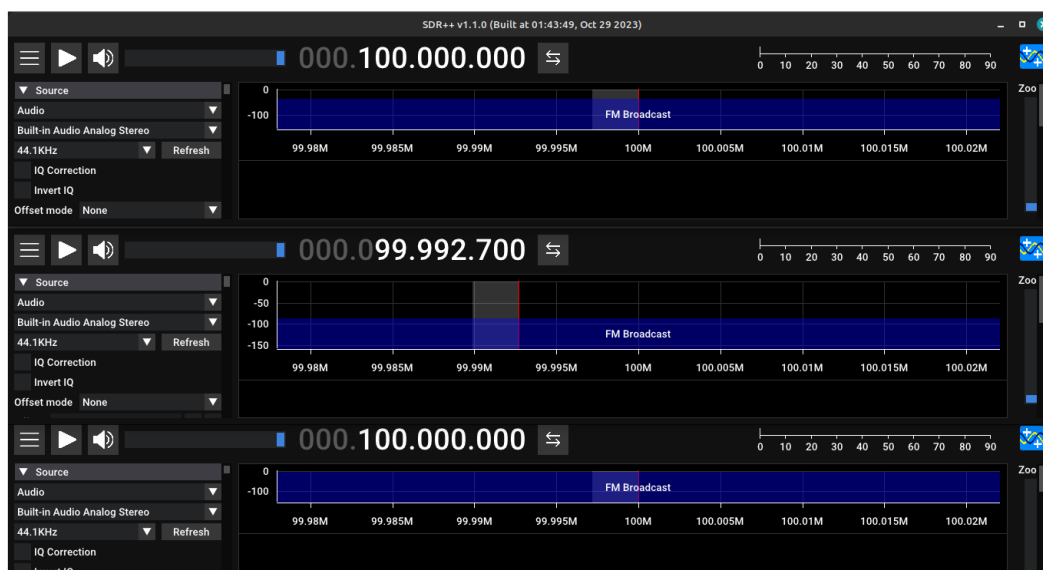 SDR++ v1.1.0 (Built at 01:43:49, Oct 29 2023)
000.100.000.000
0 10 20 30 40 50 60 70 80 90
Source
Audio
Built-in Audio Analog Stereo
44.1KHz Refresh
IQ Correction
Invert IQ
Offset mode None
0
-100
FM Broadcast
99.98M 99.985M 99.99M 99.995M 100M 100.005M 100.01M 100.015M 100.02M
Zoo
000.099.992.700
0 10 20 30 40 50 60 70 80 90
Source
Audio
Built-in Audio Analog Stereo
44.1KHz Refresh
IQ Correction
Invert IQ
Offset mode None
0
-50
-100
-150
FM Broadcast
99.98M 99.985M 99.99M 99.995M 100M 100.005M 100.01M 100.015M 100.02M
Zoo
000.100.000.000
0 10 20 30 40 50 60 70 80 90
Source
Audio
Built-in Audio Analog Stereo
44.1KHz Refresh
IQ Correction
0
-100
FM Broadcast
99.98M 99.985M 99.99M 99.995M 100M 100.005M 100.01M 100.015M 100.02M
Zoo